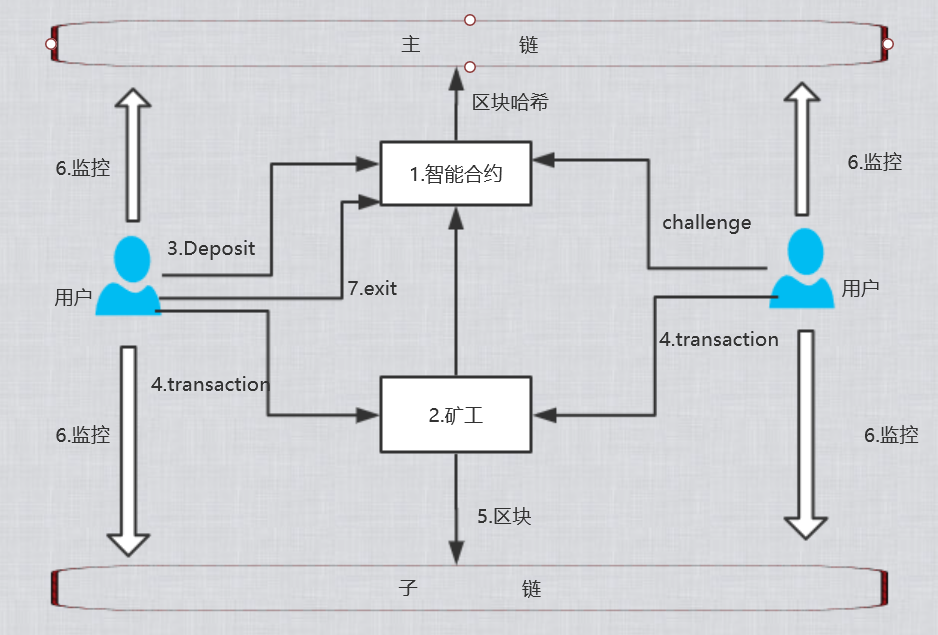 主 链
区块哈希
6.监控
6.监控
1.智能合约
challenge
3.Deposit
用户
7.exit
用户
4.transaction
4.transaction
2.矿工
6.监控
6.监控
5.区块
子 链